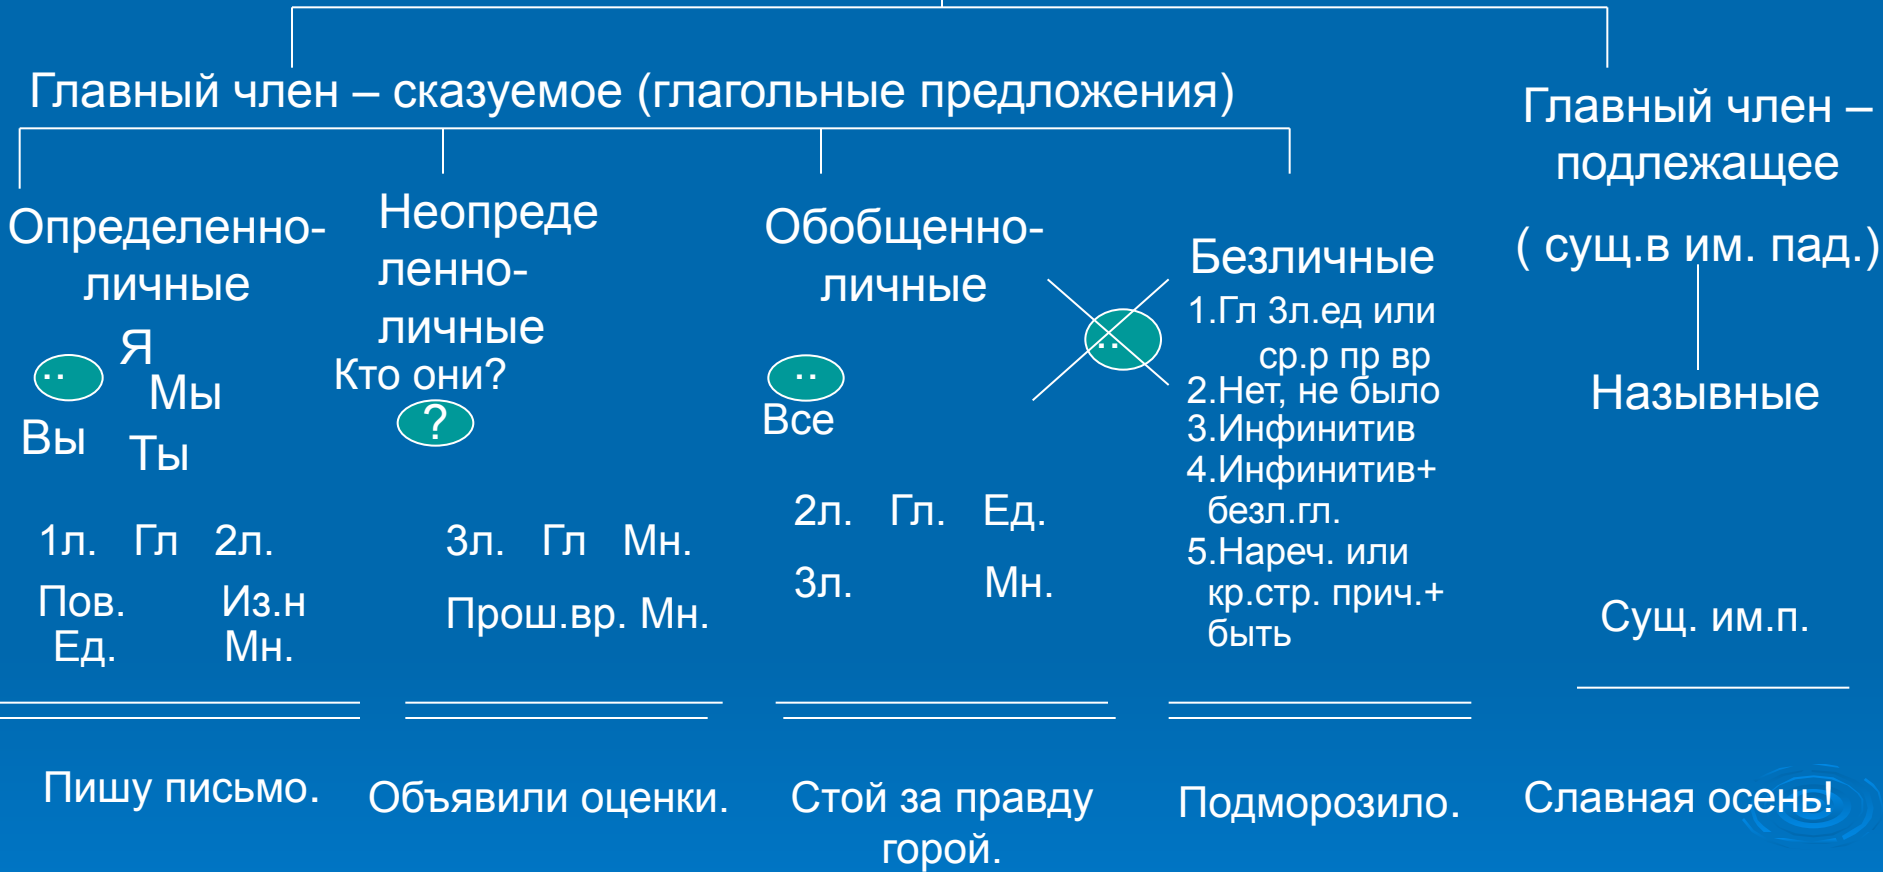 Главный член – сказуемое (глагольные предложения)
Главный член –
подлежащее
( сущ.в им. пад.)
Определенно-
личные
Я
..
Мы
Вы
Ты
1л. Гл 2л.
Пов. Из.н
Ед. Мн.
Неопреде
ленно-
личные
Кто они?
?
3л. Гл Мн.
Прош.вр. Мн.
Обобщенно-
личные
..
Все
2л. Гл. Ед.
3л. Мн.
..
Безличные
1.Гл 3л.ед или
ср.р пр вр
2.Нет, не было
3.Инфинитив
4.Инфинитив+
безл.гл.
5.Нареч. или
кр.стр. прич.+
быть
Назывные
Сущ. им.п.
Пишу письмо.
Объявили оценки.
Стой за правду
горой.
Подморозило.
Славная осень!